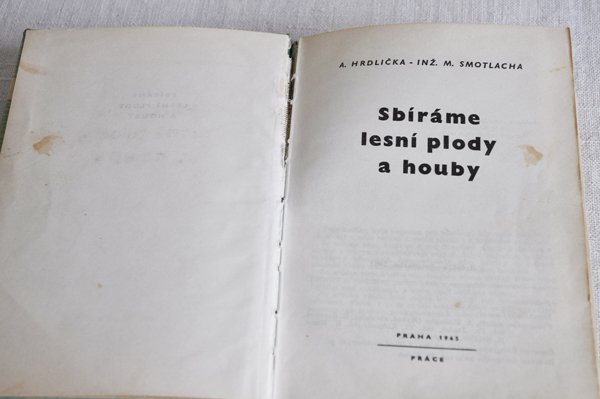 A. HRDLIČKA - INŽ. M. SMOTLACHA
Sbíráme
lesní plody
a houby
PRAHA 1965
PRÁCE